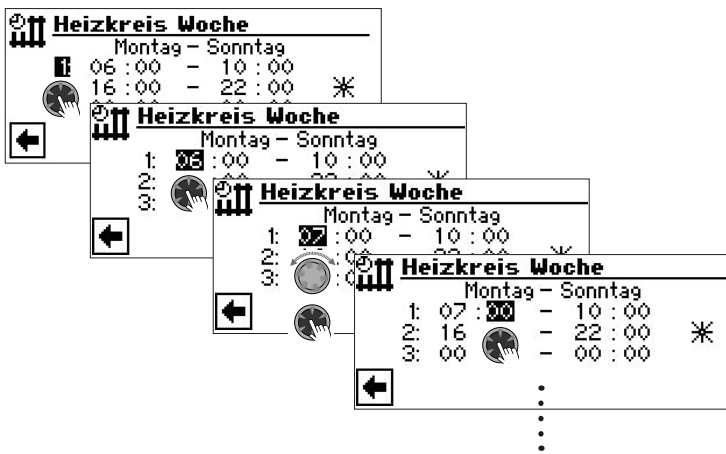 Heizkreis Woche
Montag – Sonntag
1: 06 : 00 – 10 : 00
16 : 00 – 22 : 00
Heizkreis Woche
Montag – Sonntag
1: 06 : 00 – 10 : 00
2:
3:
Heizkreis Woche
Montag – Sonntag
1: 07 : 00 – 10 : 00
2:
3:
Heizkreis Woche
Montag – Sonntag
1: 07 : 00 – 10 : 00
2: 16 – 22 : 00
3: 00 – 00 : 00